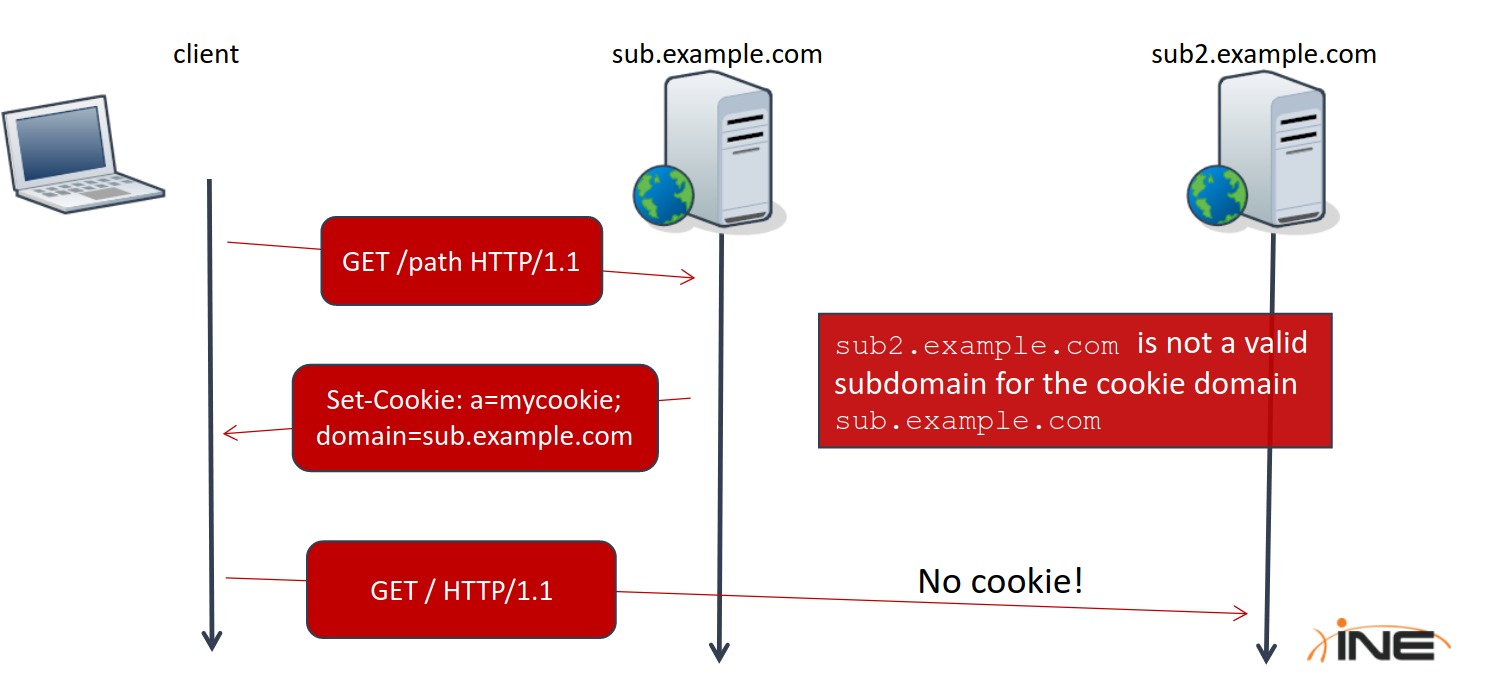 client
sub.example.com
sub2.example.com
GET /path HTTP/1.1
sub2.example.com is not a valid
subdomain for the cookie domain
sub.example.com
Set-Cookie: a=mycookie;
domain=sub.example.com
No cookie!
GET / HTTP/1.1
iNE